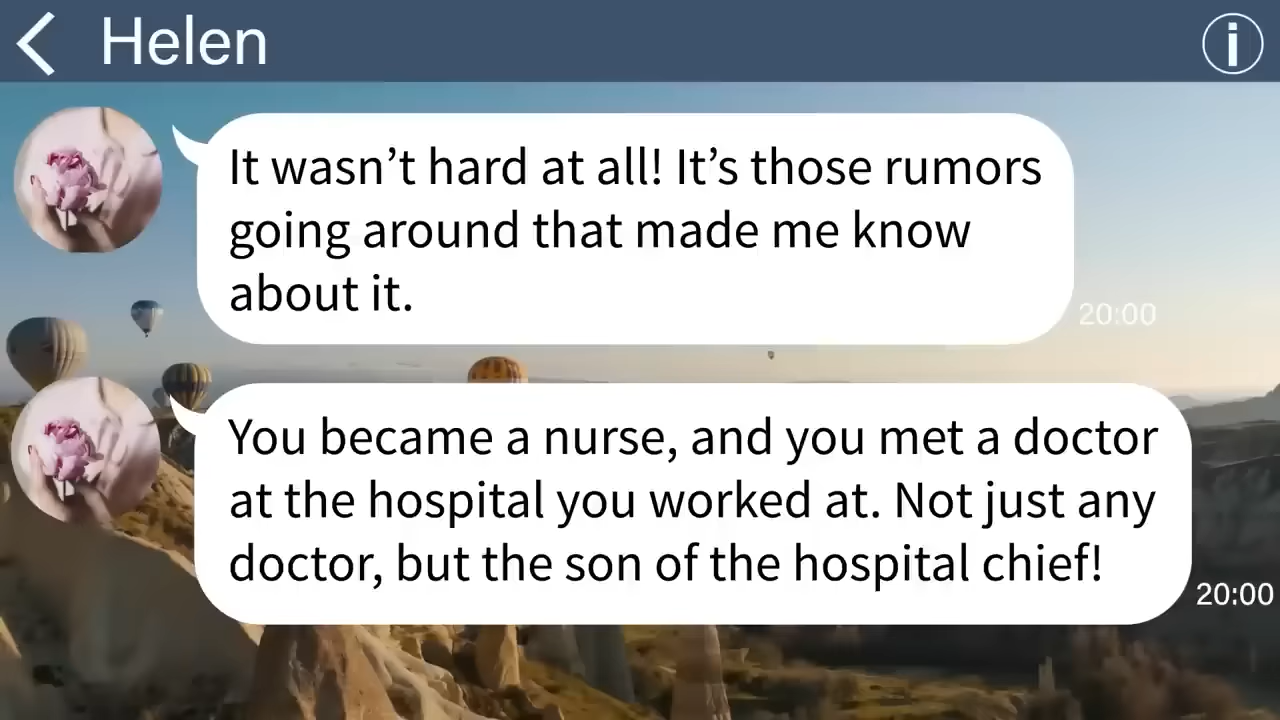 Helen
It wasn’t hard at all! It’s those rumors
going around that made me know
about it.
20:00
You became a nurse, and you met a doctor
at the hospital you worked at. Not just any
doctor, but the son of the hospital chief!
20:00